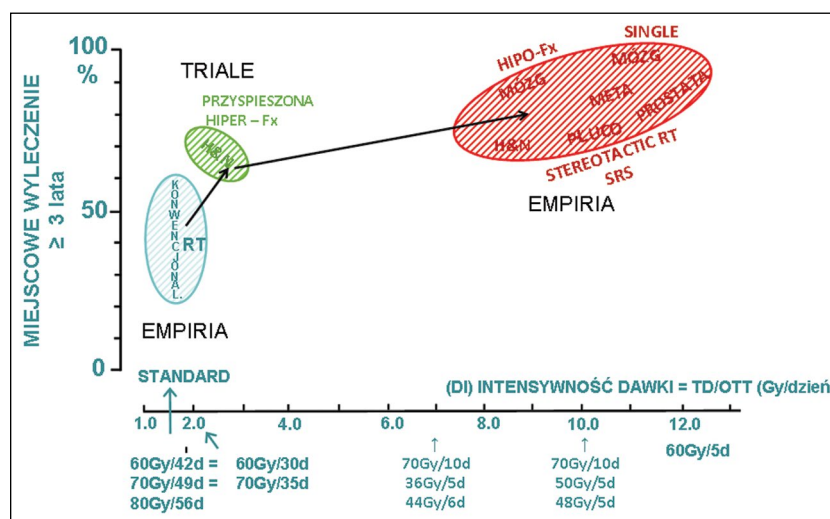 100
%
50
0
MIEJSCOWE WYLECZENIE
≥ 3 lata
TRIALE
PRZYSPIESZONA
HIPER – Fx
H&N
KONWENCJONAL.
RT
EMPIRIA
HIPO-Fx
SINGLE
MÓZG
MÓZG
META
PROSTATA
H&N
PŁUCO
STEREOTACTIC RT
SRS
EMPIRIA
STANDARD
(DI) INTENSYWNOŚĆ DAWKI = TD/OTT (Gy/dzień)
1.0 2.0 4.0 6.0 8.0 10.0 12.0
60Gy/5d
60Gy/42d = 60Gy/30d
70Gy/49d = 70Gy/35d
80Gy/56d
70Gy/10d
36Gy/5d
44Gy/6d
70Gy/10d
50Gy/5d
48Gy/5d